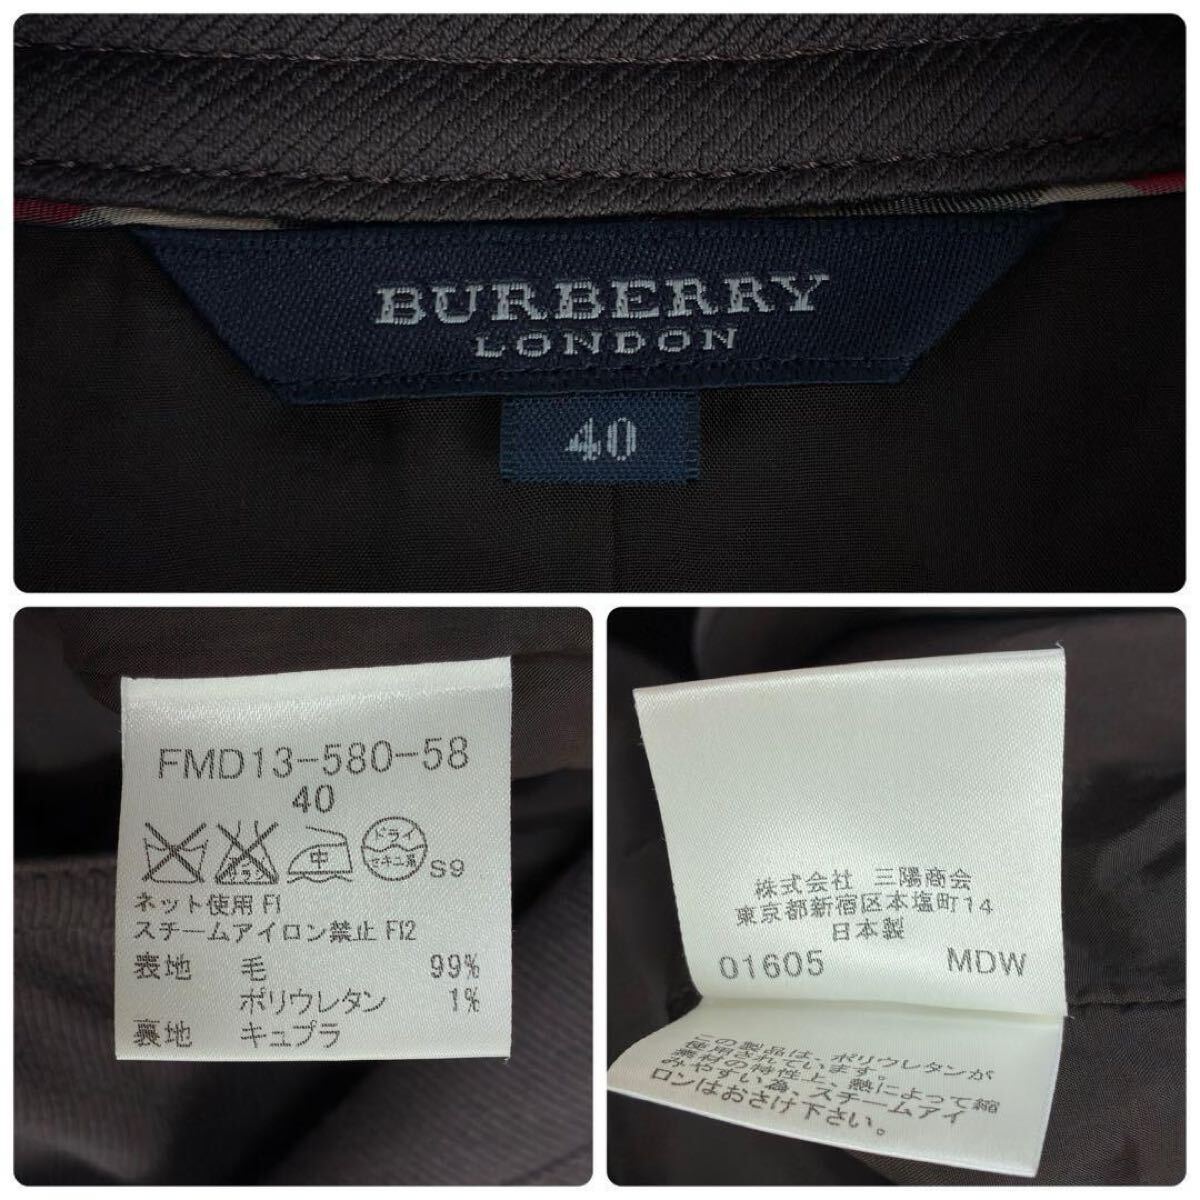 BURBERRY
LONDON
40
FMD13-580-58
40
中
ドライ
セキユ系
S9
ネット使用 F1
スチームアイロン禁止 F12
表地 毛 99%
ポリウレタン 1%
裏地 キュプラ
株式会社 三陽商会
東京都新宿区本塩町14
日本製
01605 MDW
この製品は、ポリウレタンが
使用されています。
素材の特性上、熱によって縮
みやすい為、スチームアイ
ロンはおさけ下さい。